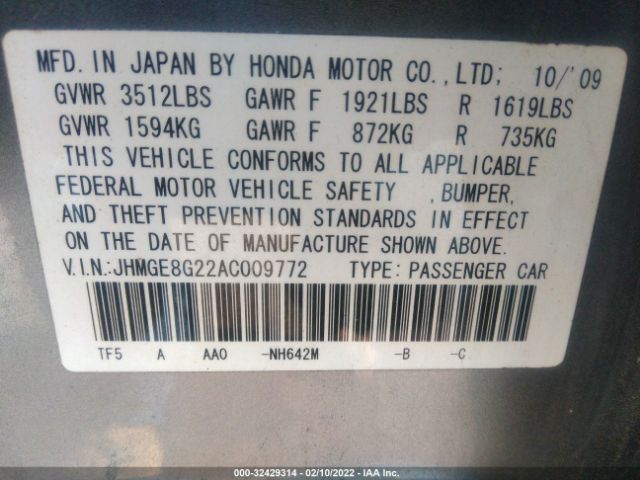 MFD. IN JAPAN BY HONDA MOTOR CO., LTD; 10/'09
GVWR 3512LBS GAWR F 1921LBS R 1619LBS
GVWR 1594KG GAWR F 872KG R 735KG
THIS VEHICLE CONFORMS TO ALL APPLICABLE
FEDERAL MOTOR VEHICLE SAFETY , BUMPER,
AND THEFT PREVENTION STANDARDS IN EFFECT
ON THE DATE OF MANUFACTURE SHOWN ABOVE.
V.I.N.:JHMGE8G22AC009772 TYPE: PASSENGER CAR
TF5 A AAO -NH642M -B -C
000-32429314 - 02/10/2022 - IAA Inc.